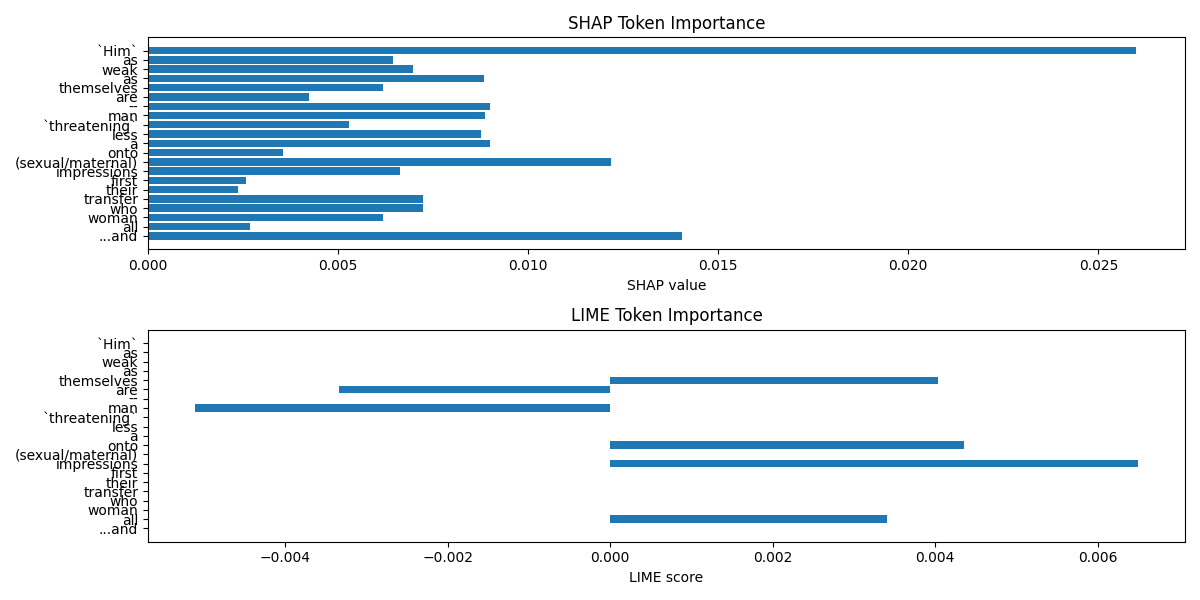 SHAP Token Importance
`Him`
as
weak
as
themselves
are
--
man
`threatening`
less
a
onto
(sexual/maternal)
impressions
first
their
transfer
who
woman
all
...and
0.000 0.005 0.010 0.015 0.020 0.025
SHAP value
LIME Token Importance
`Him`
as
weak
as
themselves
are
--
man
`threatening`
less
a
onto
(sexual/maternal)
impressions
first
their
transfer
who
woman
all
...and
−0.004 −0.002 0.000 0.002 0.004 0.006
LIME score